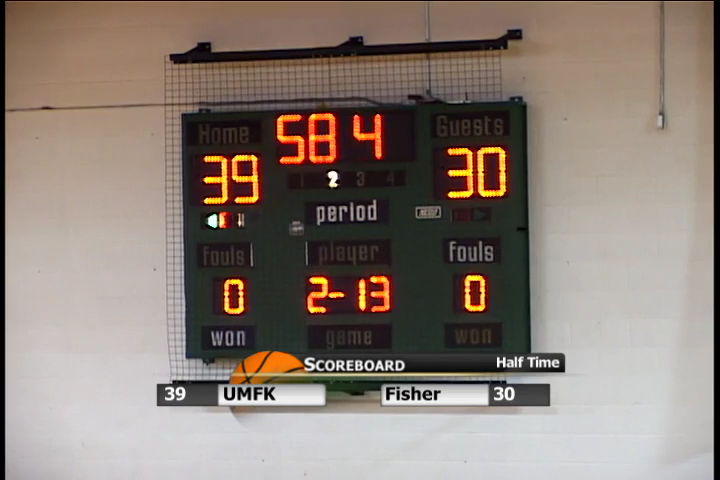 Home 58 4 Guests
39 1 2 3 4 30
period
fouls player fouls
0 2-13 0
won game won
SCOREBOARD Half Time
39 UMFK Fisher 30